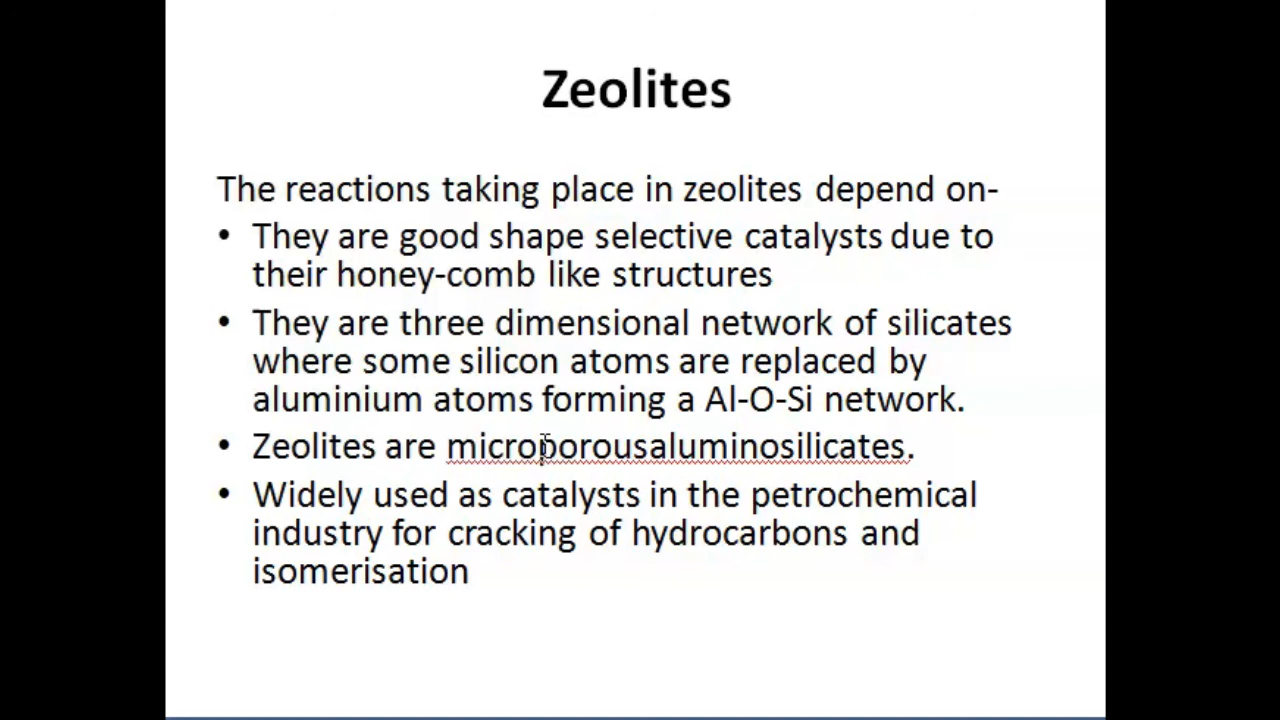 Zeolites
The reactions taking place in zeolites depend on-
• They are good shape selective catalysts due to
their honey-comb like structures
• They are three dimensional network of silicates
where some silicon atoms are replaced by
aluminium atoms forming a Al-O-Si network.
• Zeolites are microporousaluminosilicates.
• Widely used as catalysts in the petrochemical
industry for cracking of hydrocarbons and
isomerisation